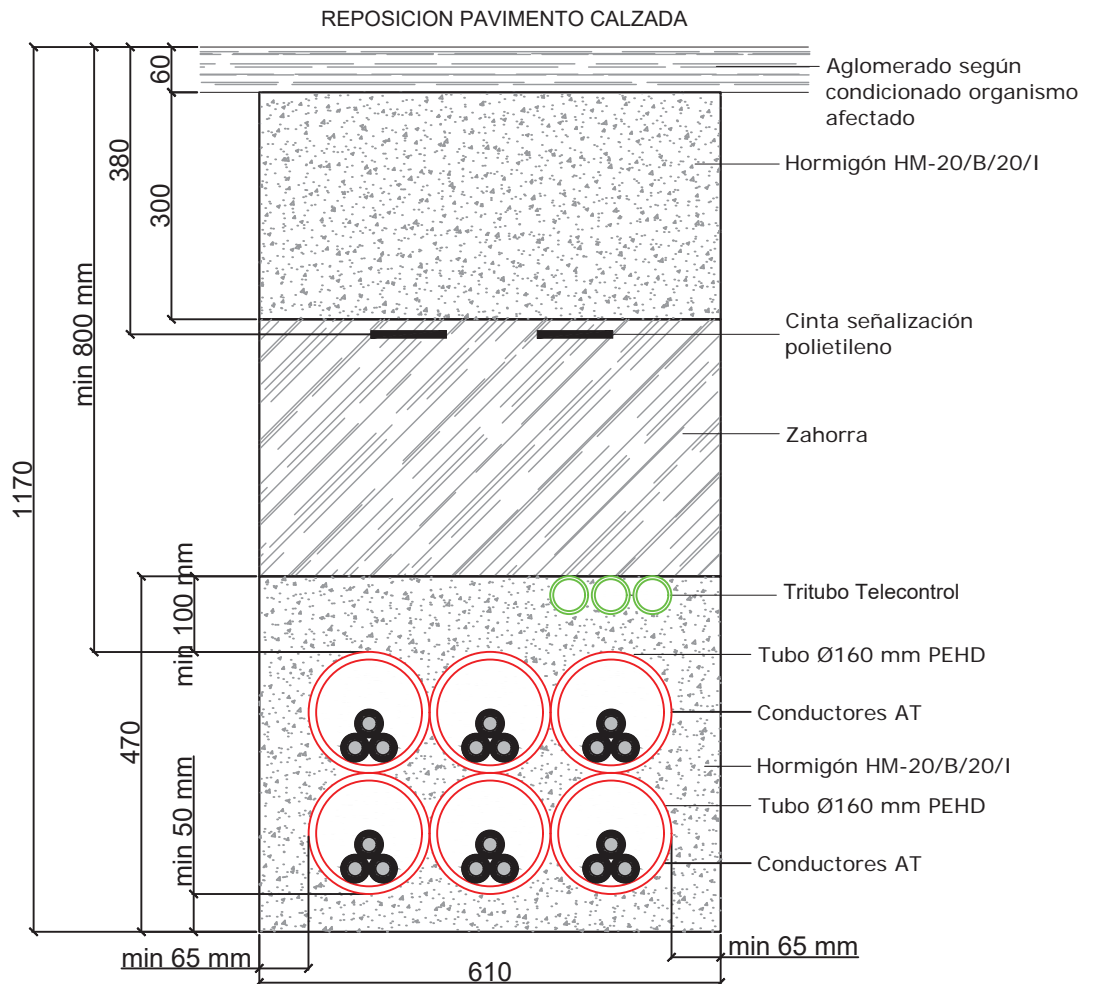 REPOSICION PAVIMENTO CALZADA
60
Aglomerado según
condicionado organismo
afectado
380
Hormigón HM-20/B/20/I
300
min 800 mm
Cinta señalización
polietileno
Zahorra
1170
min 100 mm
Tritubo Telecontrol
Tubo Ø160 mm PEHD
Conductores AT
470
Hormigón HM-20/B/20/I
Tubo Ø160 mm PEHD
min 50 mm
Conductores AT
min 65 mm
610
min 65 mm